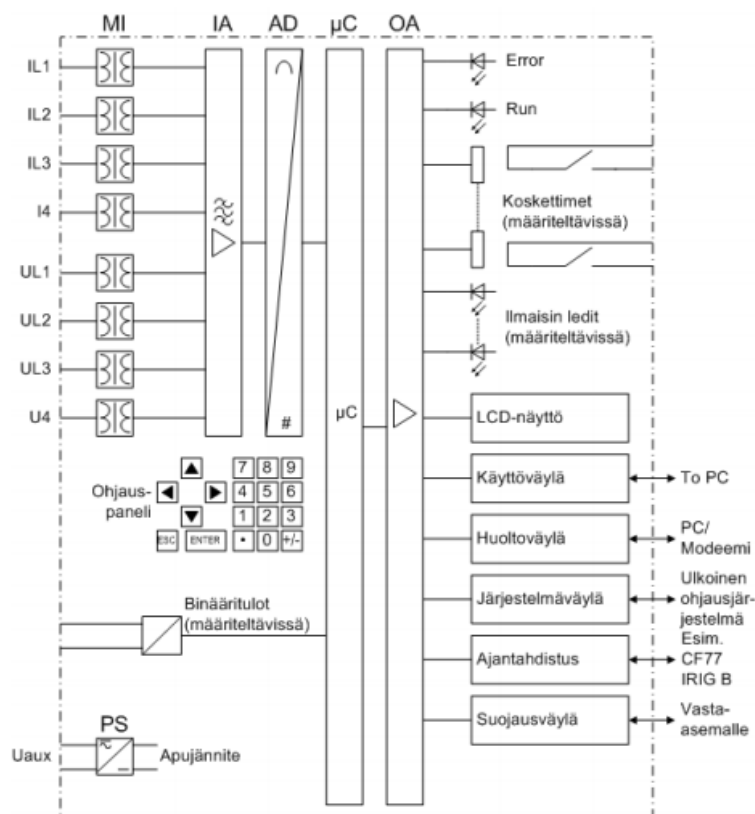 MI IA AD µC OA
IL1
IL2
IL3
I4
UL1
UL2
UL3
U4
#
µC
Error
Run
Koskettimet
(määriteltävissä)
Ilmaisin ledit
(määriteltävissä)
LCD-näyttö
Käyttöväylä
To PC
Huoltoväylä
PC/
Modeemi
Järjestelmäväylä
Ulkoinen
ohjausjär-
jestelmä
Esim.
Ajantahdistus
CF77
IRIG B
Suojausväylä
Vasta-
asemalle
Ohjaus-
paneli
7 8 9
4 5 6
1 2 3
ESC ENTER • 0 +/-
Binääritulot
(määriteltävissä)
PS
Uaux
Apujännite